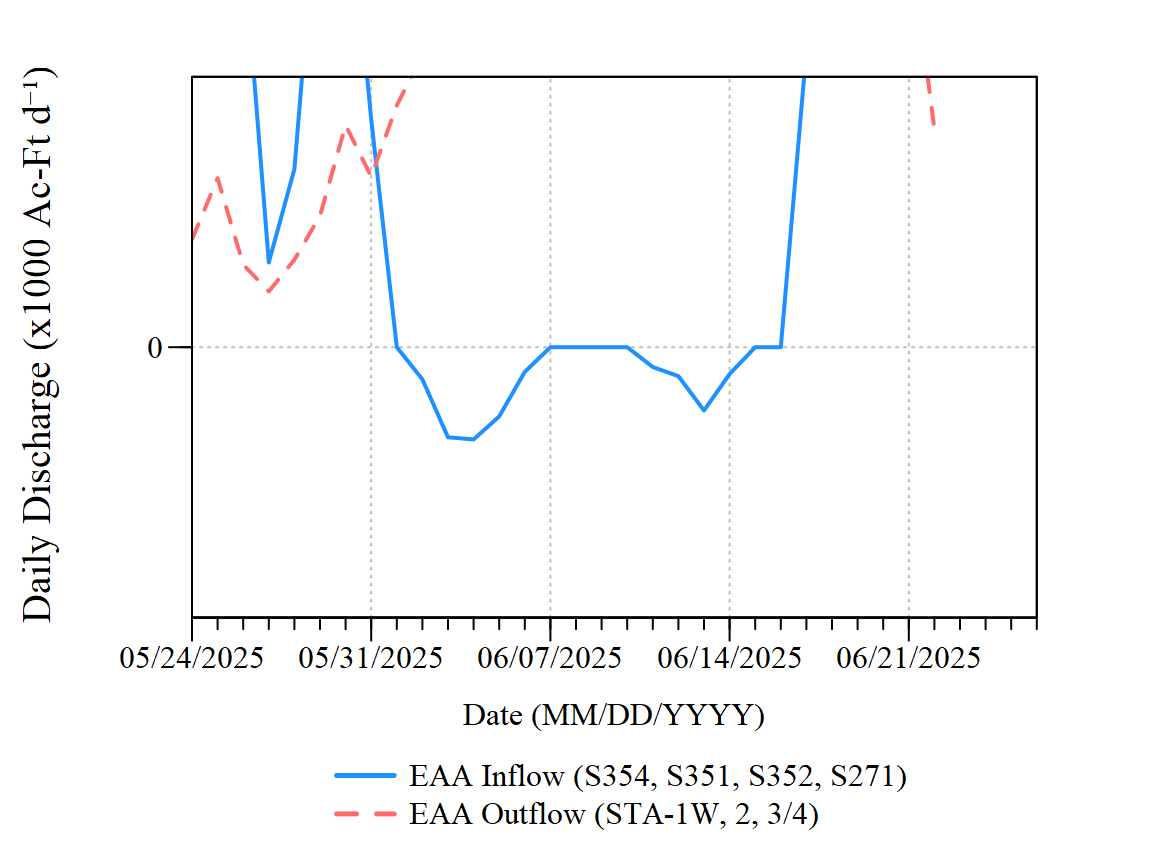 Daily Discharge (x1000 Ac-Ft d⁻¹)
0
05/24/2025 05/31/2025 06/07/2025 06/14/2025 06/21/2025
Date (MM/DD/YYYY)
EAA Inflow (S354, S351, S352, S271)
EAA Outflow (STA-1W, 2, 3/4)